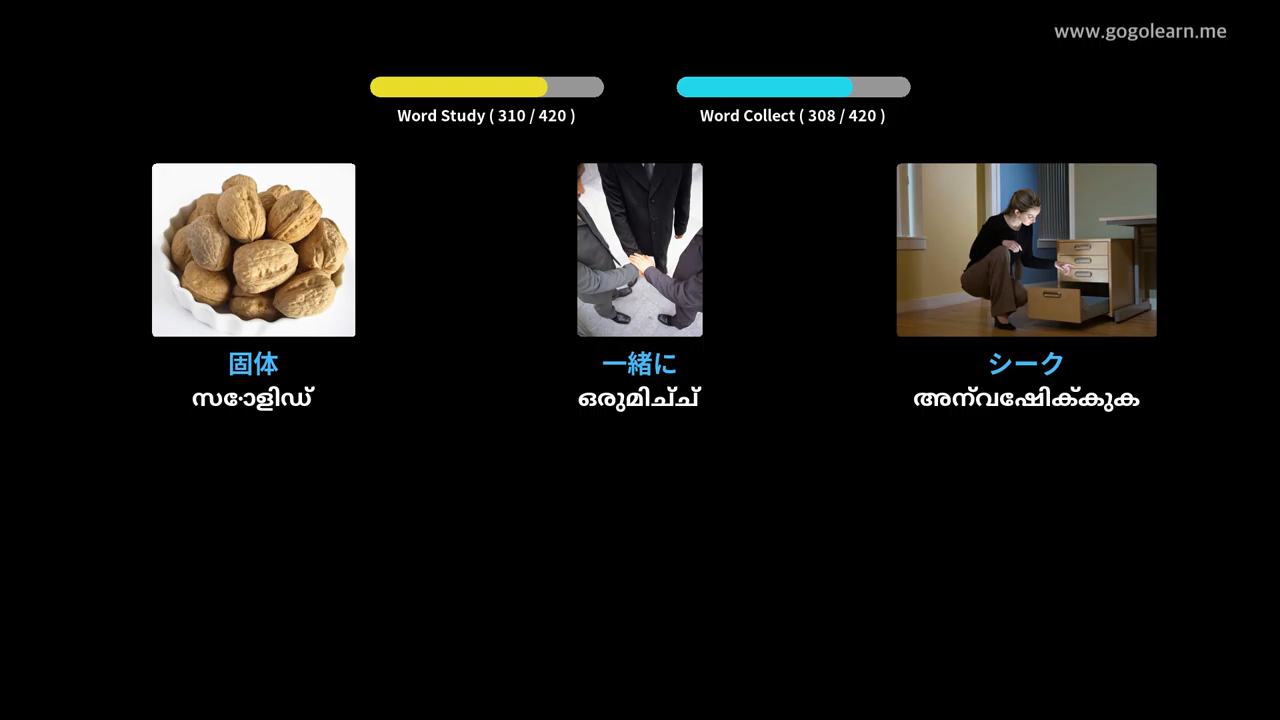 www.gogolearn.me
Word Study ( 310 / 420 )
Word Collect ( 308 / 420 )
固体
一緒に
シーク
സോളിഡ്
ഒരുമിച്ച്
അന്വേഷിക്കുക